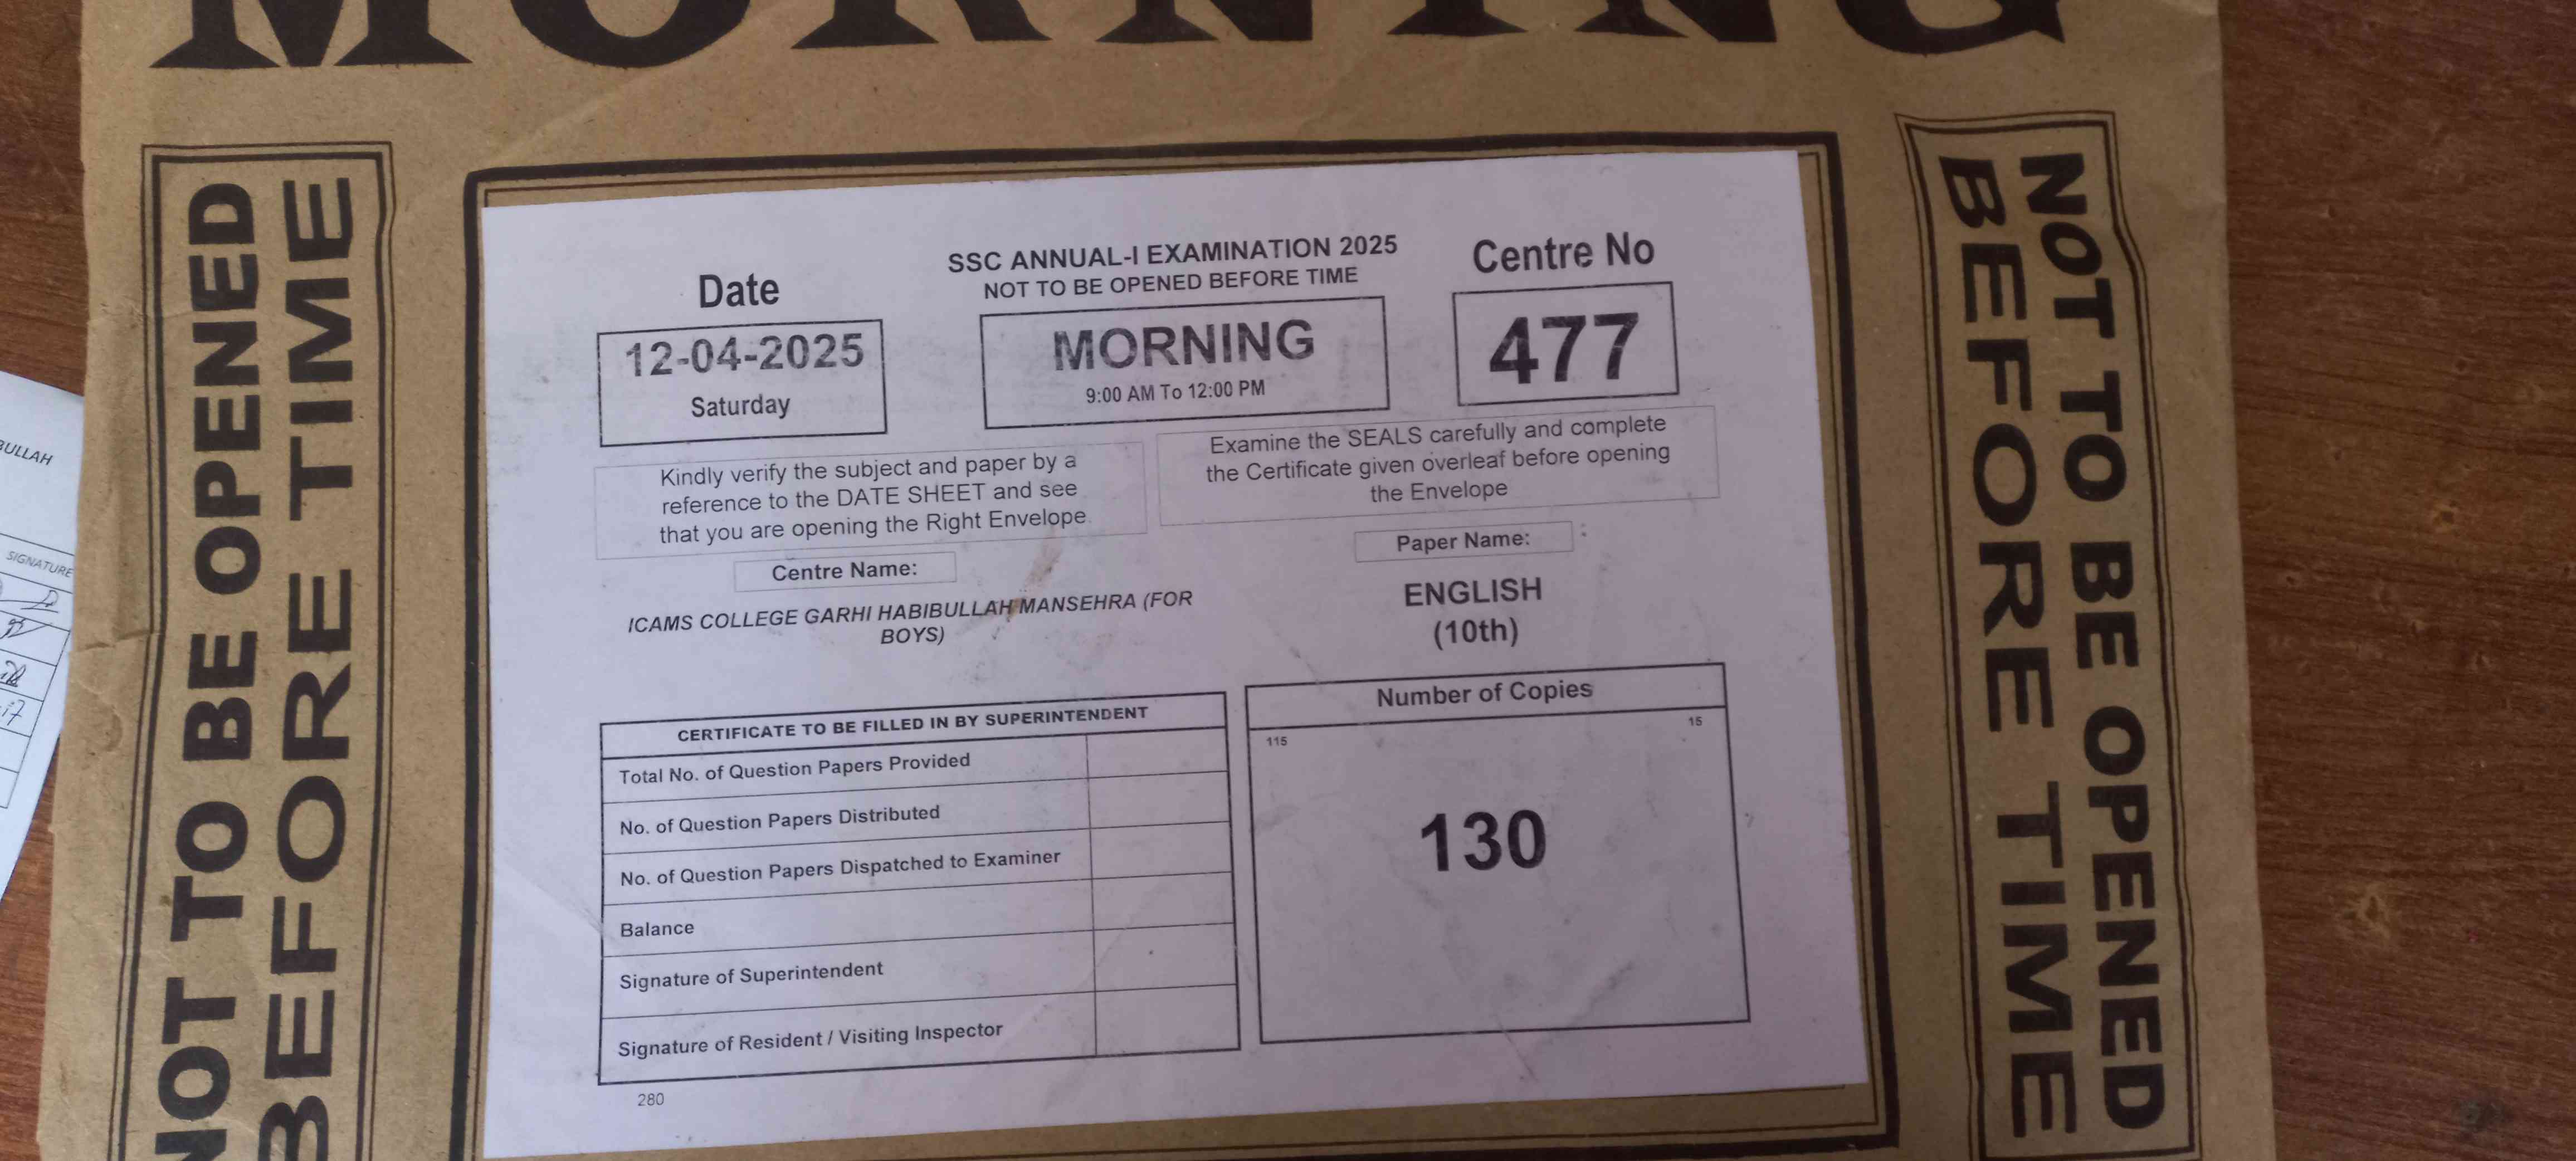 MORNING
NOT TO BE OPENED
BEFORE TIME
SSC ANNUAL-I EXAMINATION 2025
NOT TO BE OPENED BEFORE TIME
Date
12-04-2025
Saturday
MORNING
9:00 AM To 12:00 PM
Centre No
477
Kindly verify the subject and paper by a
reference to the DATE SHEET and see
that you are opening the Right Envelope.
Examine the SEALS carefully and complete
the Certificate given overleaf before opening
the Envelope
Centre Name:
ICAMS COLLEGE GARHI HABIBULLAH MANSEHRA (FOR
BOYS)
Paper Name: :
ENGLISH
(10th)
CERTIFICATE TO BE FILLED IN BY SUPERINTENDENT
Total No. of Question Papers Provided
No. of Question Papers Distributed
No. of Question Papers Dispatched to Examiner
Balance
Signature of Superintendent
Signature of Resident / Visiting Inspector
280
Number of Copies
115
15
130
NOT TO BE OPENED
BEFORE TIME
BULLAH
SIGNATURE